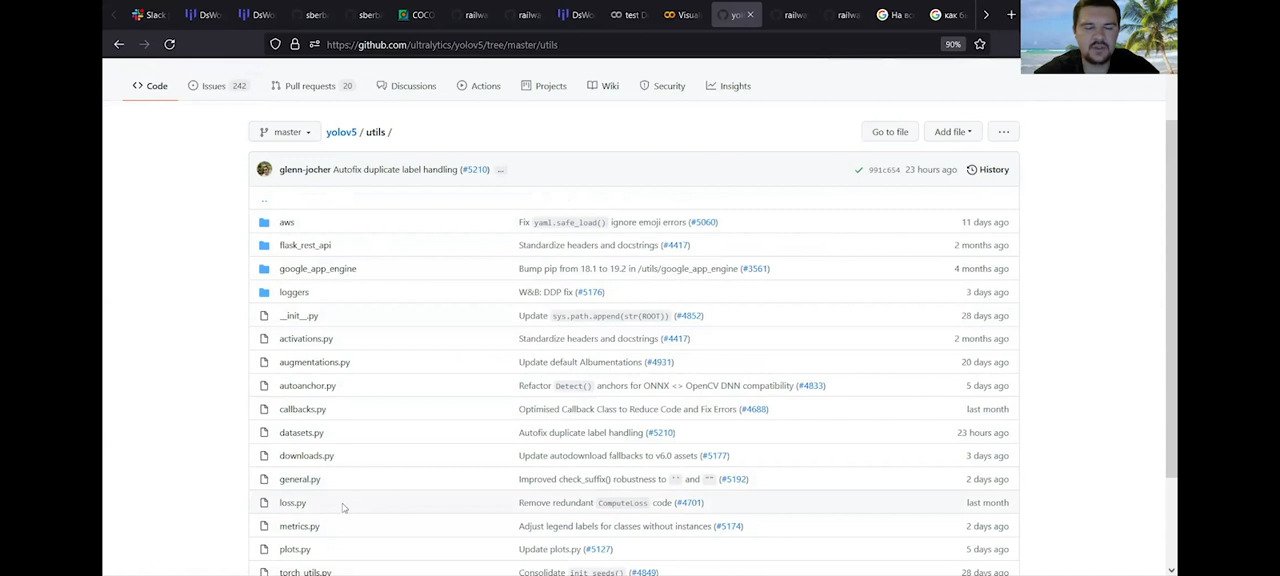 Slack DsWo DsWo sberb sberb COCO railwa railwa DsWo test D Visual yol railwa railwa На во как бы
https://github.com/ultralytics/yolov5/tree/master/utils 90%
Code Issues 242 Pull requests 20 Discussions Actions Projects Wiki Security Insights
master yolov5 / utils / Go to file Add file ...
glenn-jocher Autofix duplicate label handling (#5210) ... 991c654 23 hours ago History
..
aws Fix yaml.safe_load() ignore emoji errors (#5060) 11 days ago
flask_rest_api Standardize headers and docstrings (#4417) 2 months ago
google_app_engine Bump pip from 18.1 to 19.2 in /utils/google_app_engine (#3561) 4 months ago
loggers W&B: DDP fix (#5176) 3 days ago
__init__.py Update sys.path.append(str(ROOT)) (#4852) 28 days ago
activations.py Standardize headers and docstrings (#4417) 2 months ago
augmentations.py Update default Albumentations (#4931) 20 days ago
autoanchor.py Refactor Detect() anchors for ONNX <> OpenCV DNN compatibility (#4833) 5 days ago
callbacks.py Optimised Callback Class to Reduce Code and Fix Errors (#4688) last month
datasets.py Autofix duplicate label handling (#5210) 23 hours ago
downloads.py Update autodownload fallbacks to v6.0 assets (#5177) 3 days ago
general.py Improved check_suffix() robustness to '' and "" (#5192) 2 days ago
loss.py Remove redundant ComputeLoss code (#4701) last month
metrics.py Adjust legend labels for classes without instances (#5174) 2 days ago
plots.py Update plots.py (#5127) 5 days ago
torch_utils.py Consolidate init_seeds() (#4849) 28 days ago